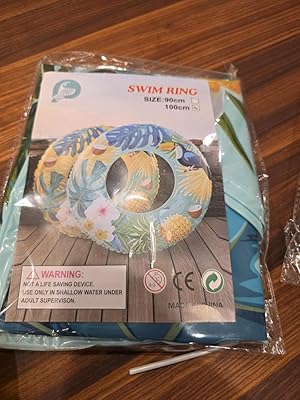 SWIM RING
SIZE:90cm
100cm
WARNING:
NOT A LIFE SAVING DEVICE.
USE ONLY IN SHALLOW WATER UNDER
ADULT SUPERVISON.
CE
MADE IN CHINA